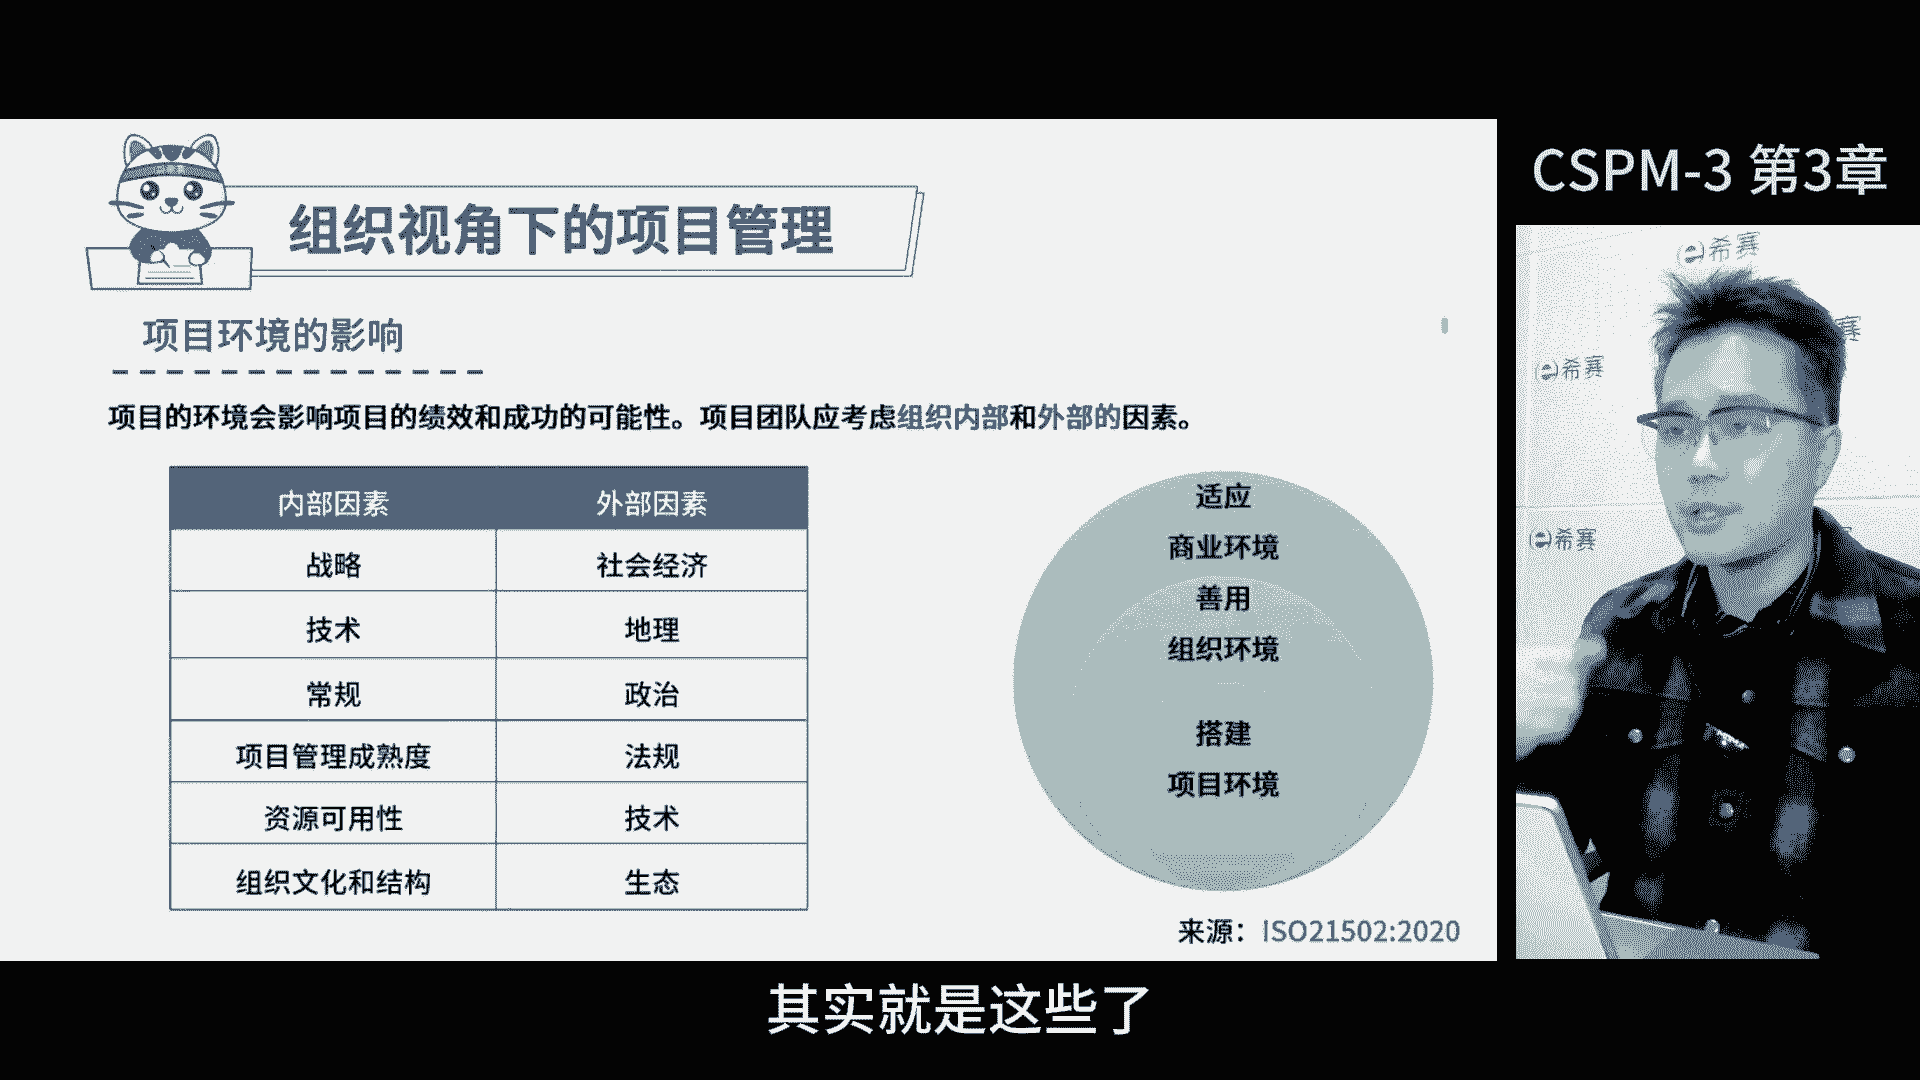 CSPM-3 第3章
组织视角下的项目管理
项目环境的影响
项目的环境会影响项目的绩效和成功的可能性。项目团队应考虑组织内部和外部的因素。
内部因素 外部因素
战略 社会经济
技术 地理
常规 政治
项目管理成熟度 法规
资源可用性 技术
组织文化和结构 生态
适应
商业环境
善用
组织环境
搭建
项目环境
来源：ISO21502:2020
e希赛
赛
e希赛
e希赛
其实就是这些了